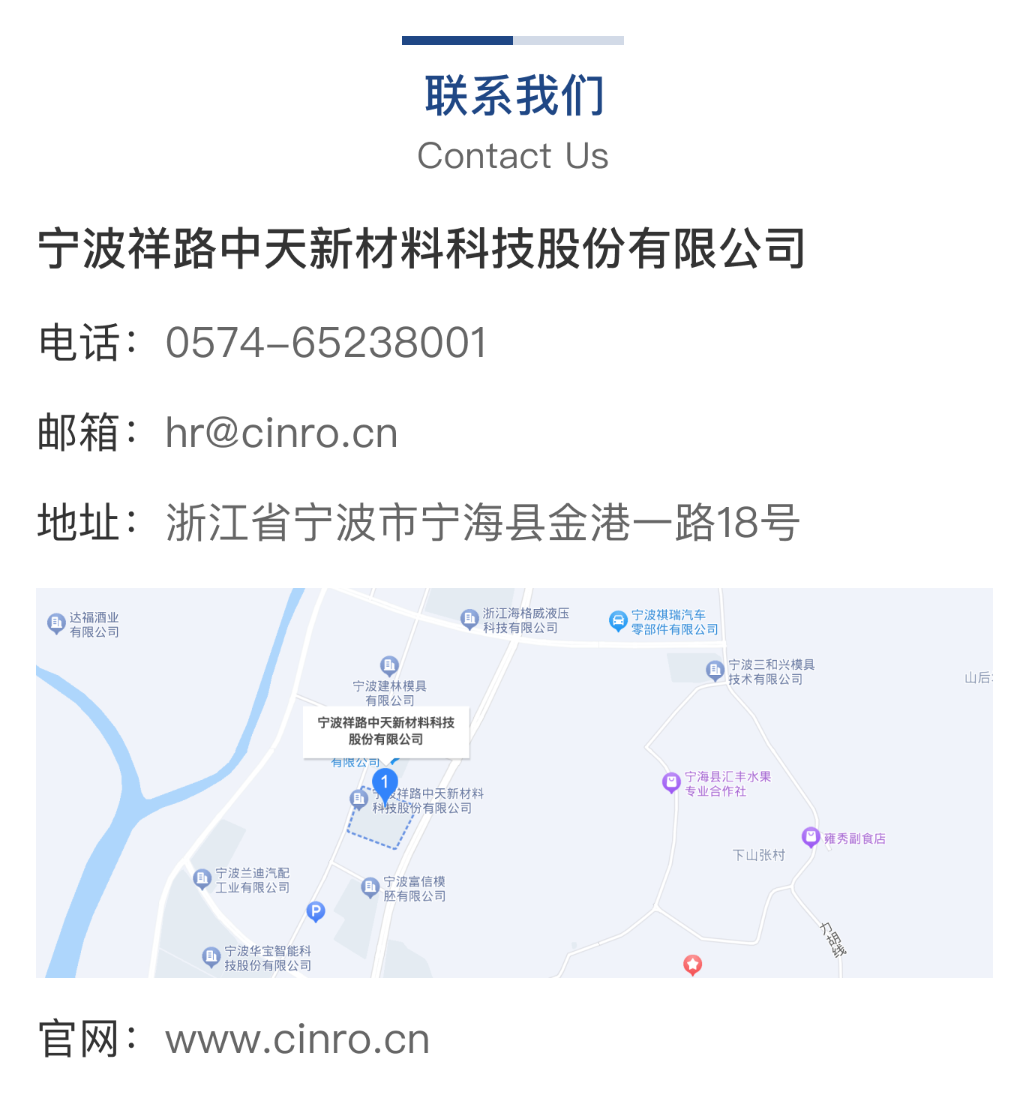 联系我们
Contact Us
宁波祥路中天新材料科技股份有限公司
电话：0574-65238001
邮箱：hr@cinro.cn
地址：浙江省宁波市宁海县金港一路18号
达福酒业
有限公司
浙江海格威液压
科技有限公司
宁波祺瑞汽车
零部件有限公司
宁波建林模具
有限公司
宁波三和兴模具
技术有限公司
山后
宁波祥路中天新材料科技
股份有限公司
有限公司
1
宁波祥路中天新材料
科技股份有限公司
宁海县汇丰水果
专业合作社
雍秀副食店
下山张村
宁波兰迪汽配
工业有限公司
宁波富信模
胚有限公司
P
力胡线
宁波华宝智能科
技股份有限公司
官网：www.cinro.cn